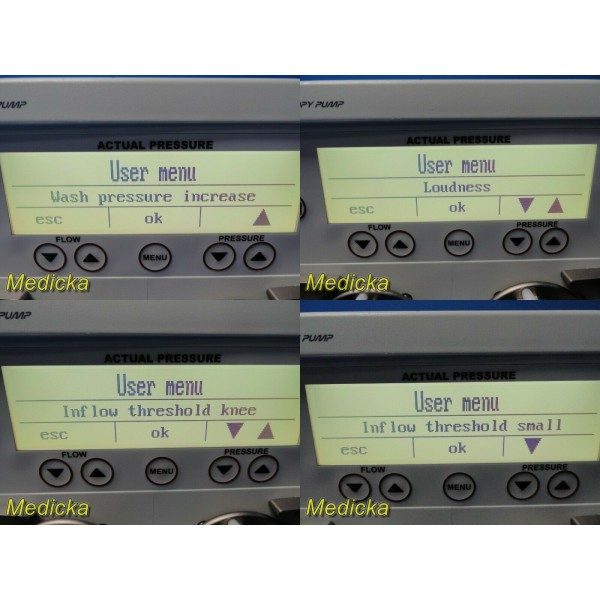 PUMP
ACTUAL PRESSURE
User menu
Wash pressure increase
esc ok
FLOW PRESSURE
MENU
Medicka
PY PUMP
ACTUAL PRESSURE
User menu
Loudness
esc ok
FLOW PRESSURE
MENU
Medicka
PUMP
ACTUAL PRESSURE
User menu
Inflow threshold knee
esc ok
FLOW PRESSURE
MENU
Medicka
PUMP
ACTUAL PRESSURE
User menu
Inflow threshold small
esc ok
FLOW PRESSURE
MENU
Medicka